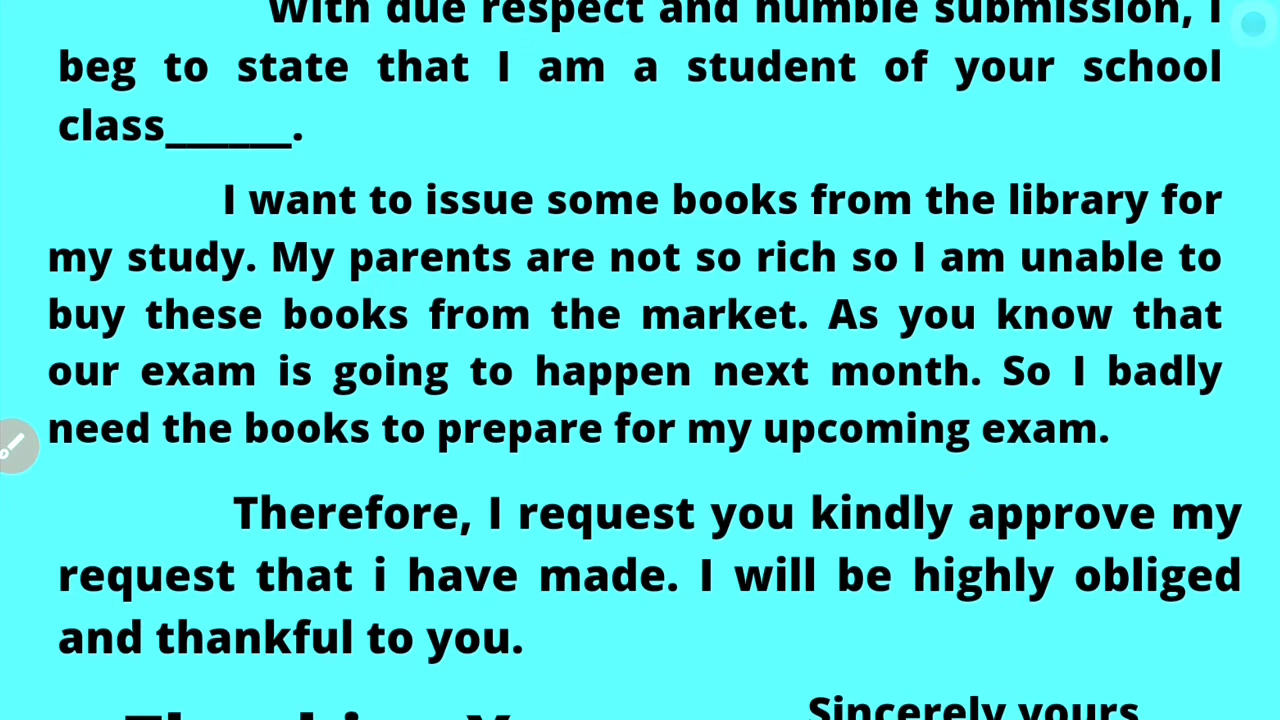 With due respect and humble submission, I
beg to state that I am a student of your school
class______.
I want to issue some books from the library for
my study. My parents are not so rich so I am unable to
buy these books from the market. As you know that
our exam is going to happen next month. So I badly
need the books to prepare for my upcoming exam.
Therefore, I request you kindly approve my
request that i have made. I will be highly obliged
and thankful to you.
Sincerely yours